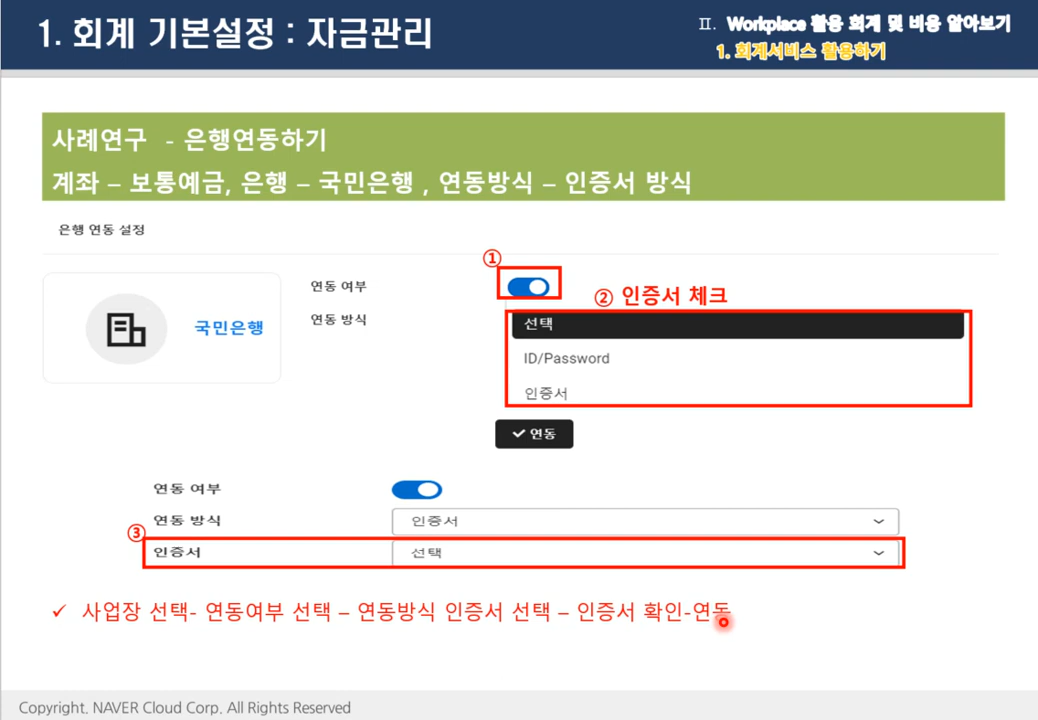 1. 회계 기본설정 : 자금관리
Ⅱ. Workplace 활용 회계 및 비용 알아보기
1. 회계서비스 활용하기
사례연구 - 은행연동하기
계좌 – 보통예금, 은행 – 국민은행 , 연동방식 – 인증서 방식
은행 연동 설정
①
연동 여부
② 인증서 체크
국민은행
연동 방식
선택
ID/Password
인증서
연동
연동 여부
연동 방식 인증서
③
인증서 선택
✓ 사업장 선택- 연동여부 선택 – 연동방식 인증서 선택 – 인증서 확인-연동
Copyright. NAVER Cloud Corp. All Rights Reserved